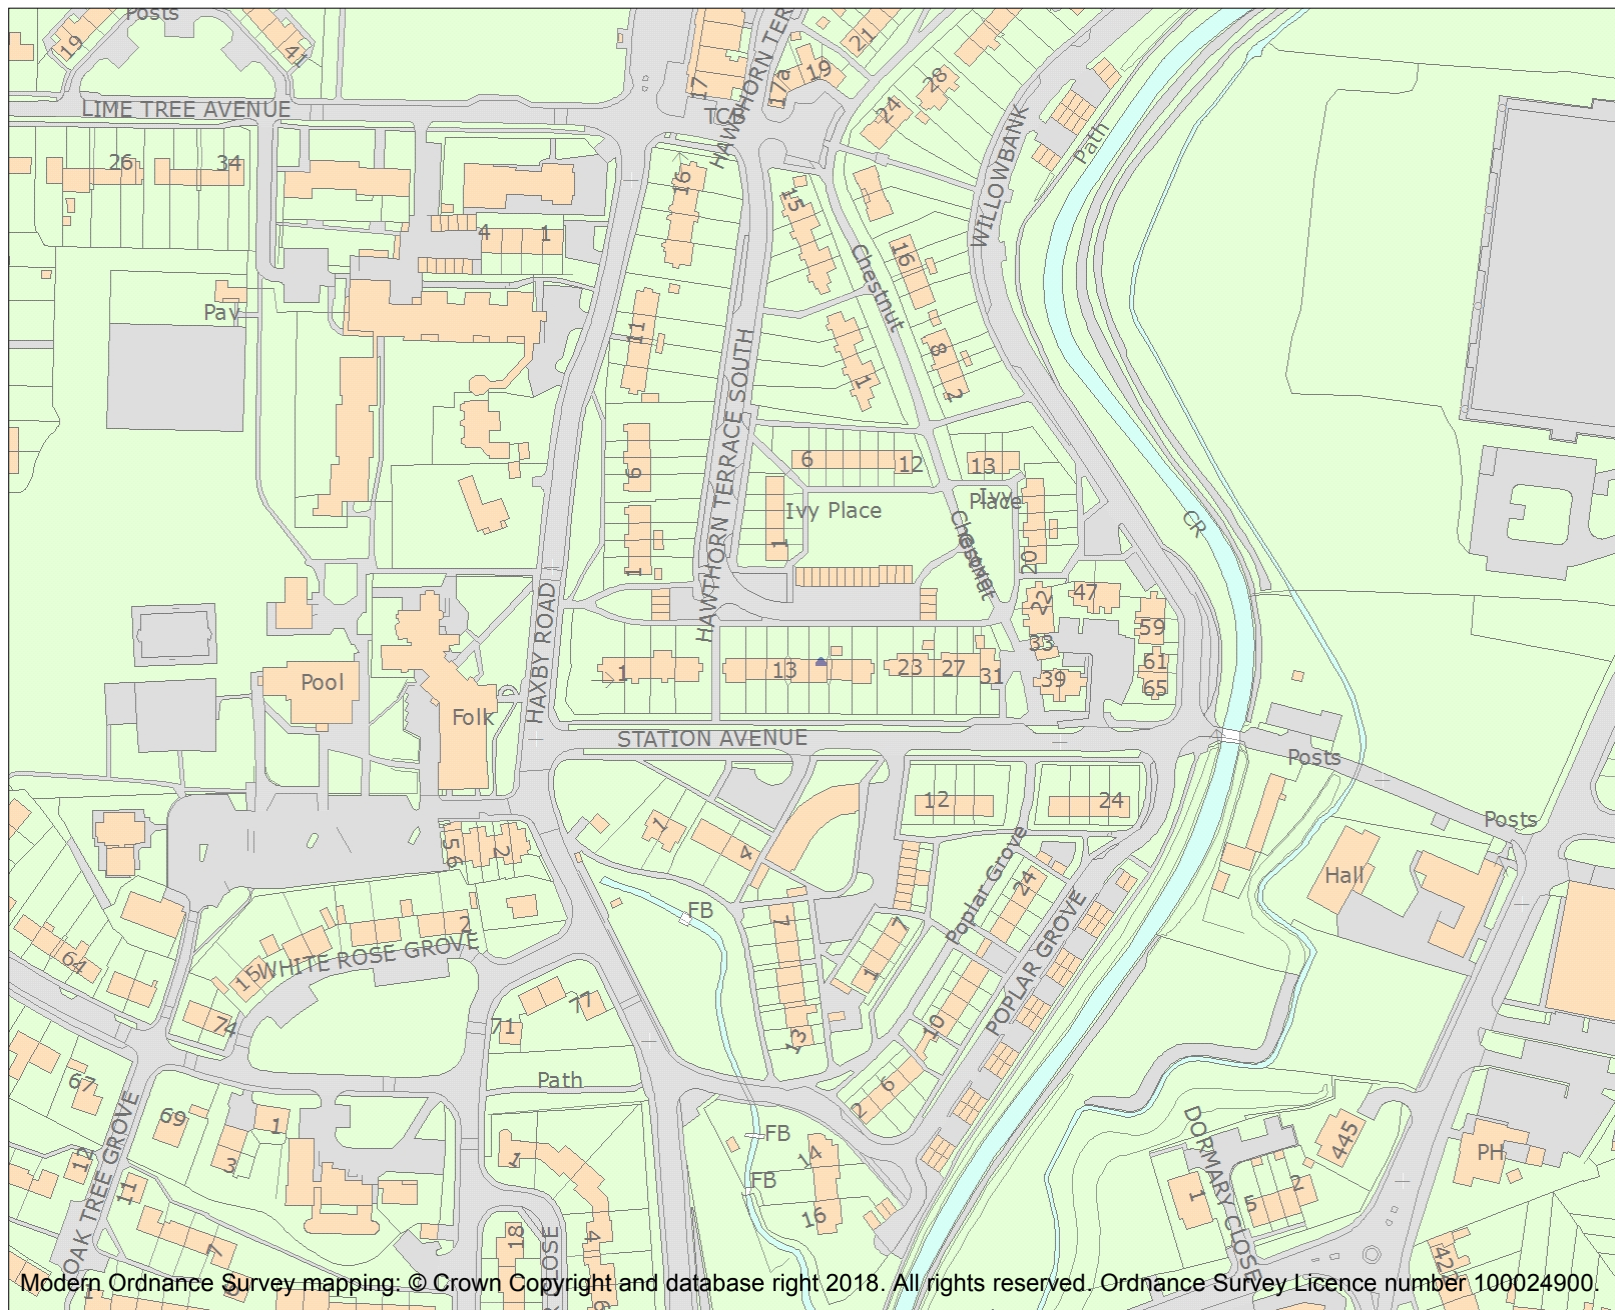 Posts
19
41
17
17a
19
21
28
24
HAWTHORN TER
TCB
LIME TREE AVENUE
26
34
4
1
16
15
WILLOWBANK
Path
16
Chestnut
Pav
11
8
1
2
HAWTHORN TERRACE SOUTH
6
6
12
13
Ivy Place
Ivy
Place
Chestnut
Grove
CR
1
1
20
22
47
59
33
61
65
39
HAXBY ROAD
1
13
23
27
31
Pool
Folk
STATION AVENUE
Posts
Posts
12
24
1
4
5
6
2
Hall
Poplar Grove
24
POPLAR GROVE
FB
7
7
1
2
WHITE ROSE GROVE
15
64
74
71
77
13
10
Path
6
2
67
69
1
3
12
11
OAK TREE GROVE
7
1
FB
14
FB
16
18
4
CLOSE
6
DORMARY CLOSE
1
5
2
445
PH
42
Modern Ordnance Survey mapping: © Crown Copyright and database right 2018. All rights reserved. Ordnance Survey Licence number 100024900.